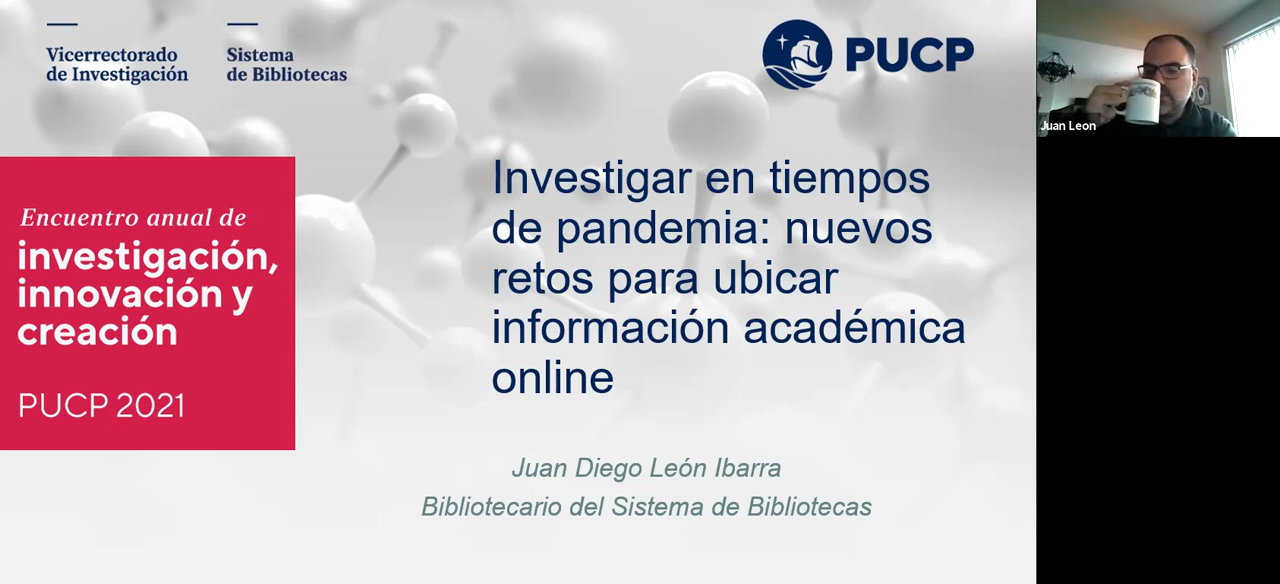 Vicerrectorado
de Investigación
Sistema
de Bibliotecas
PUCP
Juan Leon
Encuentro anual de
investigación,
innovación y
creación
PUCP 2021
Investigar en tiempos
de pandemia: nuevos
retos para ubicar
información académica
online
Juan Diego León Ibarra
Bibliotecario del Sistema de Bibliotecas